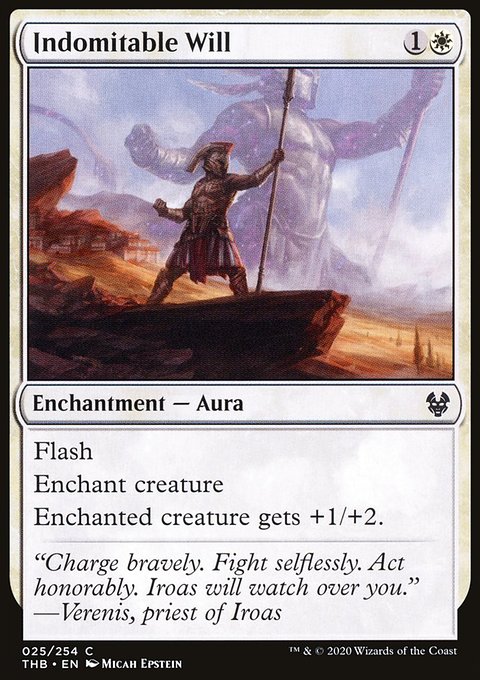 Indomitable Will 1
Enchantment — Aura
Flash
Enchant creature
Enchanted creature gets +1/+2.
“Charge bravely. Fight selflessly. Act
honorably. Iroas will watch over you.”
—Verenis, priest of Iroas
025/254 C
THB • EN Micah Epstein
™ & © 2020 Wizards of the Coast